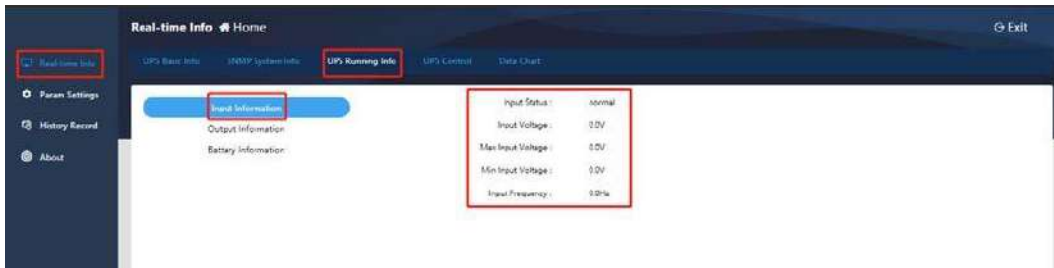 Real-time Info Home
Exit
Real-time Info
UPS Basic Info SNMP System Info UPS Running Info UPS Control Data Chart
Param Settings
History Record
About
Input Information
Output Information
Battery Information
Input Status : normal
Input Voltage : 0.0V
Max Input Voltage : 0.0V
Min Input Voltage : 0.0V
Input Frequency : 0.0Hz